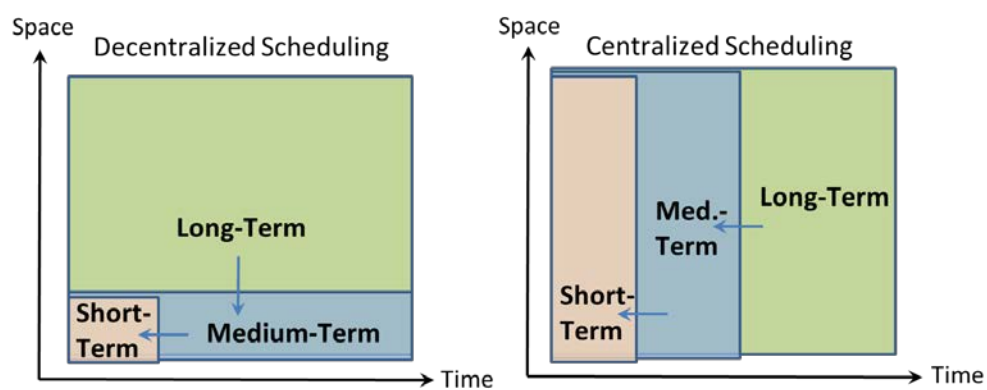 Space
Decentralized Scheduling
Long-Term
Short-
Term
Medium-Term
Time
Space
Centralized Scheduling
Long-Term
Med.-
Term
Short-
Term
Time